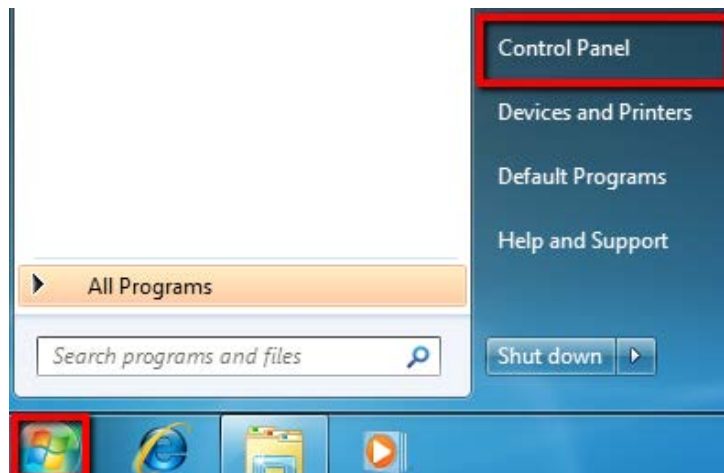 Control Panel
Devices and Printers
Default Programs
Help and Support
All Programs
Search programs and files
Shut down